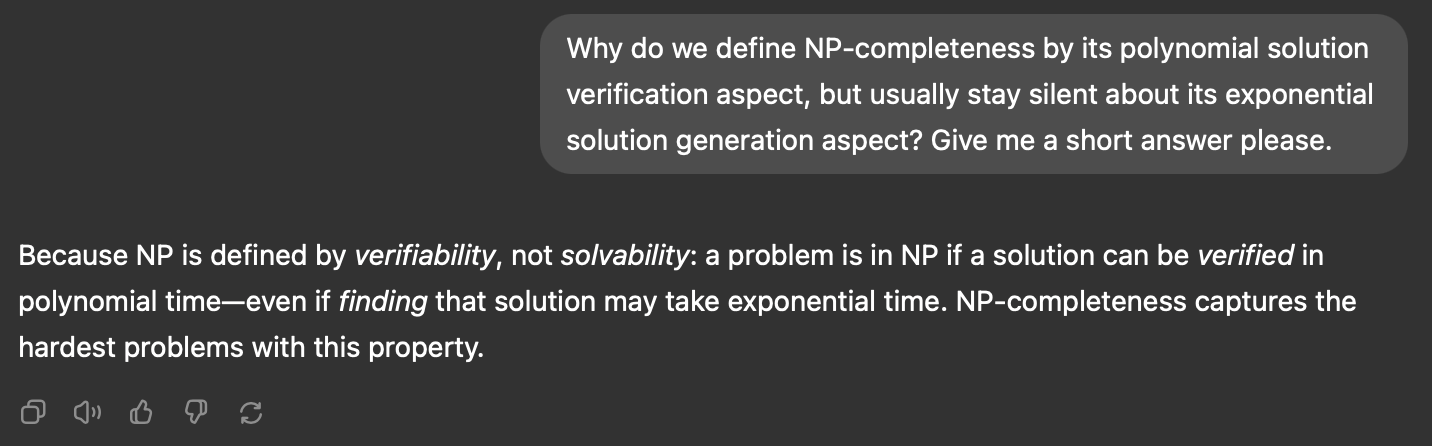 Why do we define NP-completeness by its polynomial solution
verification aspect, but usually stay silent about its exponential
solution generation aspect? Give me a short answer please.
Because NP is defined by verifiability, not solvability: a problem is in NP if a solution can be verified in
polynomial time—even if finding that solution may take exponential time. NP-completeness captures the
hardest problems with this property.